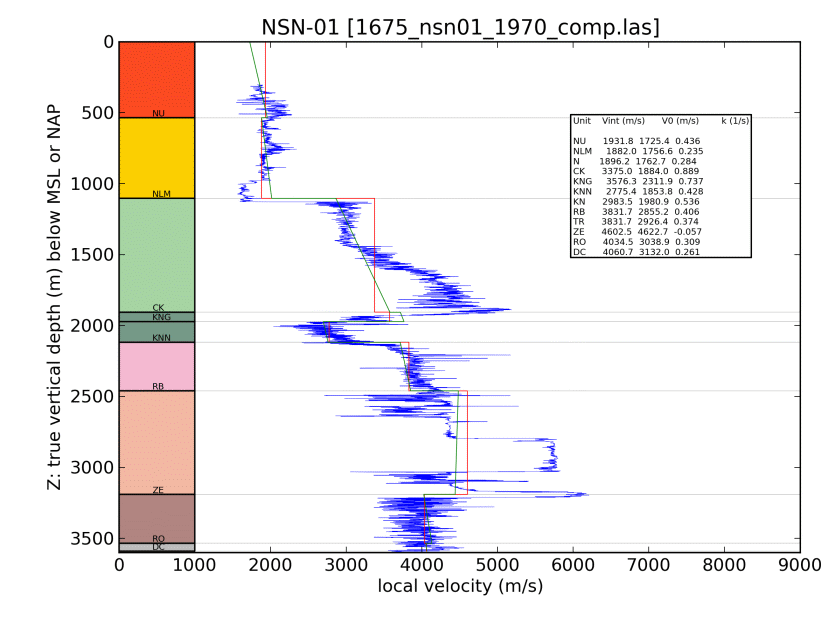 NSN-01 [1675_nsn01_1970_comp.las]
Z: true vertical depth (m) below MSL or NAP
0
500
1000
1500
2000
2500
3000
3500
NU
NLM
CK
KNG
KNN
RB
ZE
RO
DC
Unit Vint (m/s) V0 (m/s) k (1/s)
NU 1931.8 1725.4 0.436
NLM 1882.0 1756.6 0.235
N 1896.2 1762.7 0.284
CK 3375.0 1884.0 0.889
KNG 3576.3 2311.9 0.737
KNN 2775.4 1853.8 0.428
KN 2983.5 1980.9 0.536
RB 3831.7 2855.2 0.406
TR 3831.7 2926.4 0.374
ZE 4602.5 4622.7 -0.057
RO 4034.5 3038.9 0.309
DC 4060.7 3132.0 0.261
0 1000 2000 3000 4000 5000 6000 7000 8000 9000
local velocity (m/s)